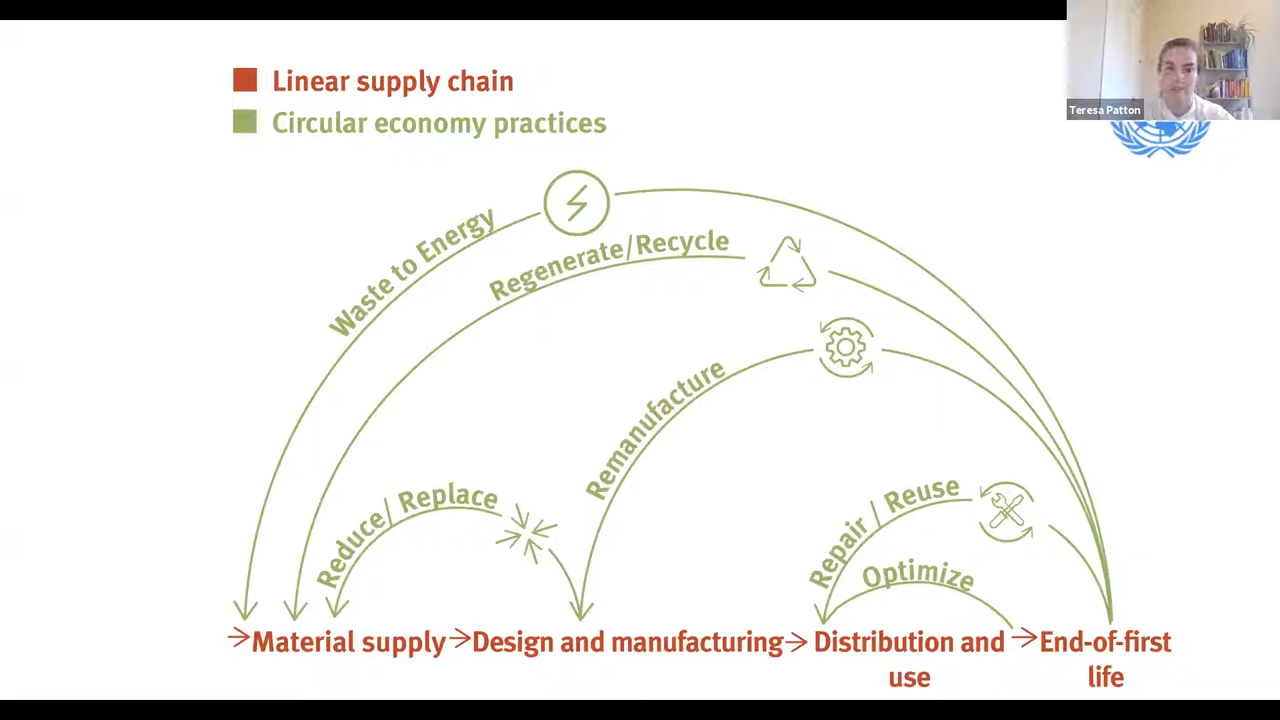 Linear supply chain
Circular economy practices
Teresa Patton
Waste to Energy
Regenerate/Recycle
Remanufacture
Reduce/ Replace
Repair / Reuse
Optimize
Material supply
Design and manufacturing
Distribution and
use
End-of-first
life